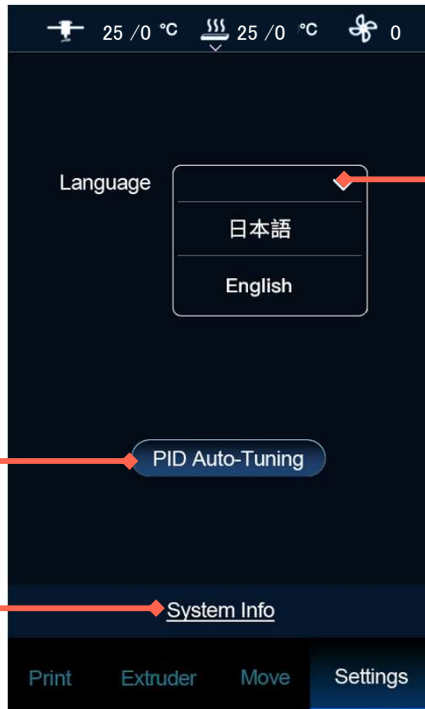 25 /0 °C 25 /0 °C 0
Language
日本語
English
PID Auto-Tuning
System Info
Print Extruder Move Settings